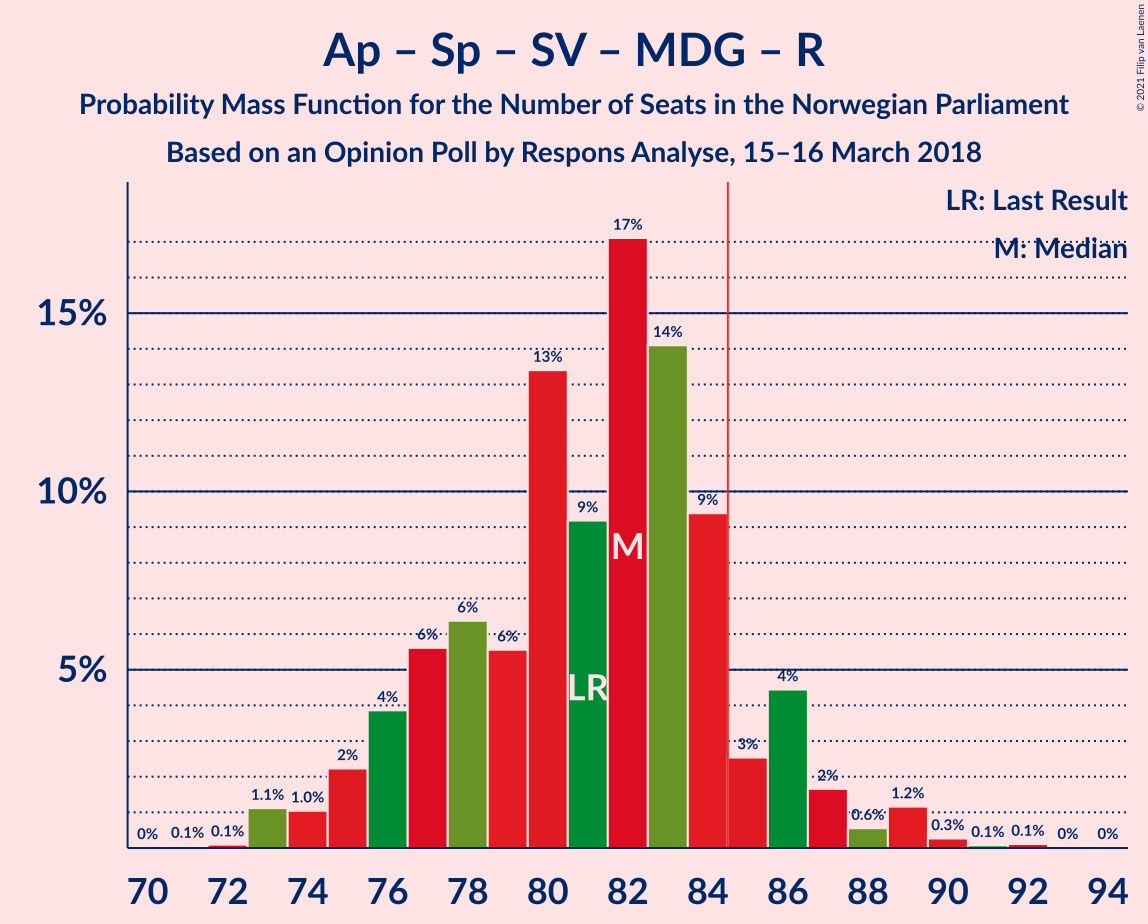 Ap – Sp – SV – MDG – R
Probability Mass Function for the Number of Seats in the Norwegian Parliament
Based on an Opinion Poll by Respons Analyse, 15–16 March 2018
© 2021 Filip van Laenen
LR: Last Result
M: Median
15%
10%
5%
0% 0.1% 0.1% 1.1% 1.0% 2% 4% 6% 6% 6% 13% 9% 17% 14% 9% 3% 4% 2% 0.6% 1.2% 0.3% 0.1% 0.1% 0% 0%
LR
M
70 72 74 76 78 80 82 84 86 88 90 92 94